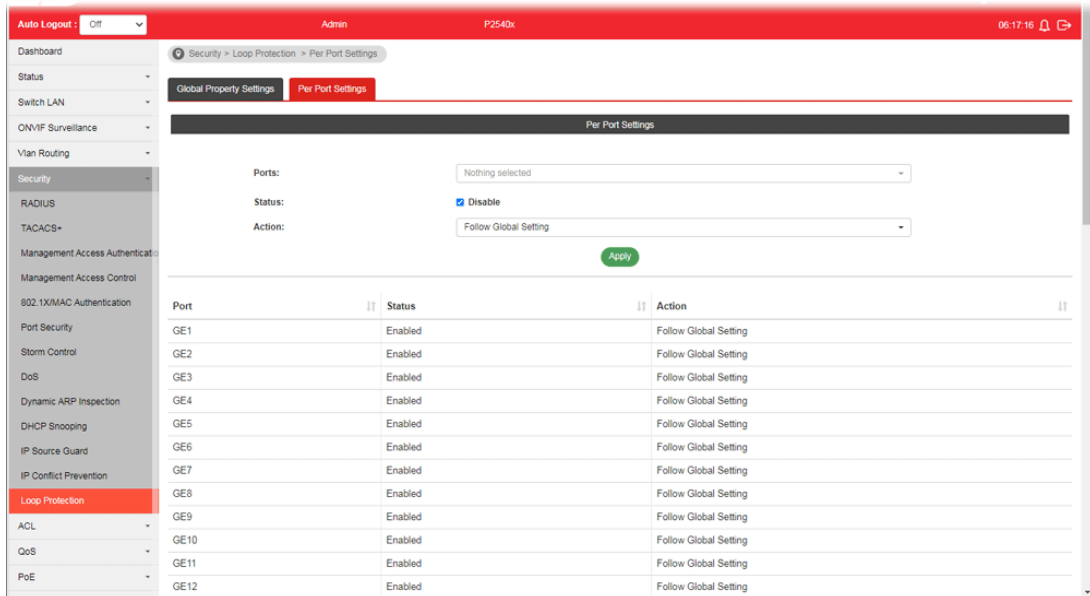 Auto Logout : Off Admin P2540x 06:17:16
Dashboard
Status
Switch LAN
ONVIF Surveillance
Vlan Routing
Security
RADIUS
TACACS+
Management Access Authenticatio
Management Access Control
802.1X/MAC Authentication
Port Security
Storm Control
DoS
Dynamic ARP Inspection
DHCP Snooping
IP Source Guard
IP Conflict Prevention
Loop Protection
ACL
QoS
PoE
Security > Loop Protection > Per Port Settings
Global Property Settings Per Port Settings
Per Port Settings
Ports: Nothing selected
Status: Disable
Action: Follow Global Setting
Apply
Port Status Action
GE1 Enabled Follow Global Setting
GE2 Enabled Follow Global Setting
GE3 Enabled Follow Global Setting
GE4 Enabled Follow Global Setting
GE5 Enabled Follow Global Setting
GE6 Enabled Follow Global Setting
GE7 Enabled Follow Global Setting
GE8 Enabled Follow Global Setting
GE9 Enabled Follow Global Setting
GE10 Enabled Follow Global Setting
GE11 Enabled Follow Global Setting
GE12 Enabled Follow Global Setting